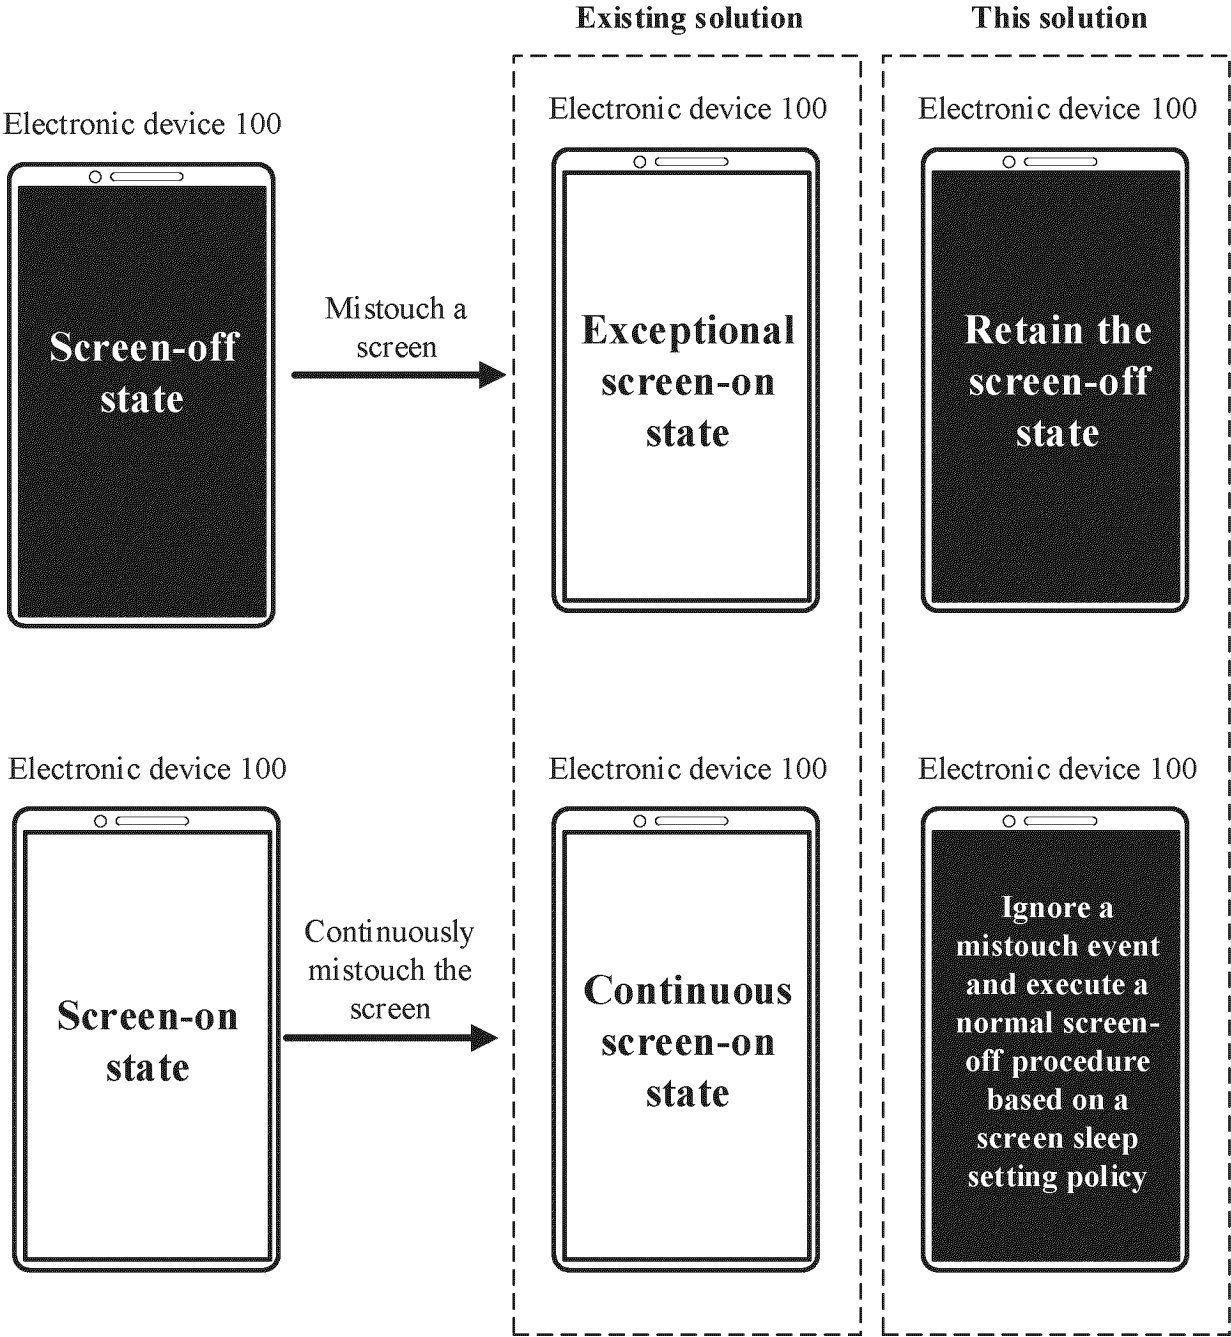 Existing solution
This solution
Electronic device 100
Electronic device 100
Electronic device 100
Screen-off
state
Mistouch a
screen
Exceptional
screen-on
state
Retain the
screen-off
state
Electronic device 100
Electronic device 100
Electronic device 100
Screen-on
state
Continuously
mistouch the
screen
Continuous
screen-on
state
Ignore a
mistouch event
and execute a
normal screen-
off procedure
based on a
screen sleep
setting policy